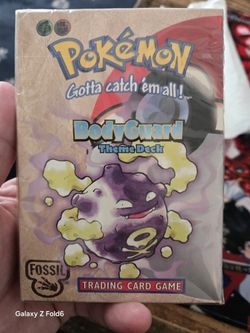 POKéMON
Gotta catch 'em all!
BodyGuard
Theme Deck
FOSSIL
TRADING CARD GAME
Galaxy Z Fold6